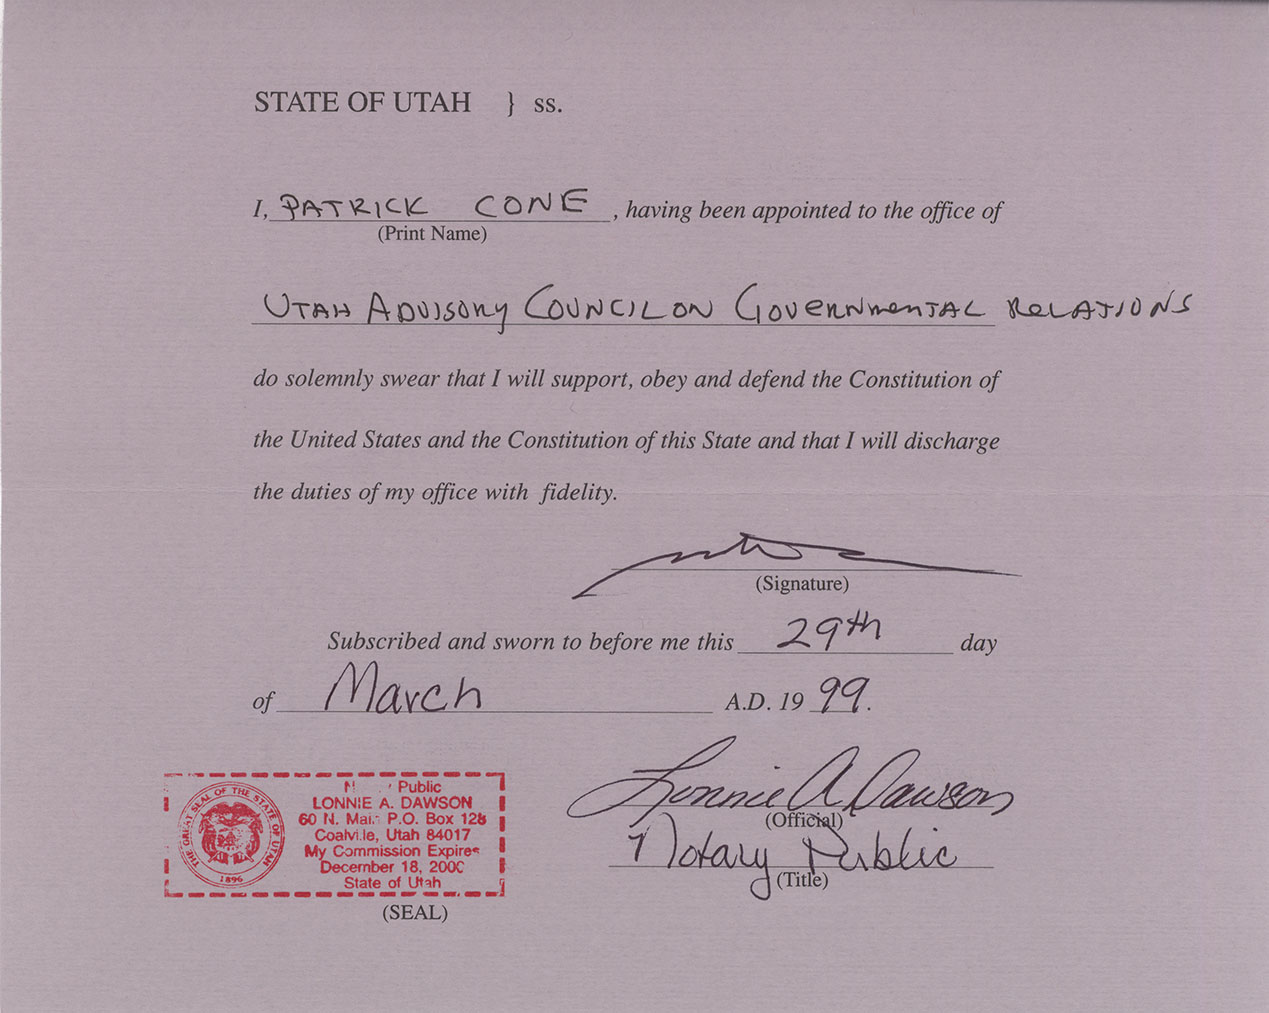 STATE OF UTAH } ss.
I, PATRICK CONE, having been appointed to the office of
(Print Name)
UTAH ADVISORY COUNCIL ON GOVERNMENTAL RELATIONS
do solemnly swear that I will support, obey and defend the Constitution of
the United States and the Constitution of this State and that I will discharge
the duties of my office with fidelity.
(Signature)
Subscribed and sworn to before me this 29th day
of March A.D. 1999.
Lonnie A Dawson
(Official)
Notary Public
(Title)
THE GREAT SEAL OF THE STATE OF UTAH
1896
Public
LONNIE A. DAWSON
60 N. Main P.O. Box 128
Coalville, Utah 84017
My Commission Expires
December 18, 2000
State of Utah
(SEAL)